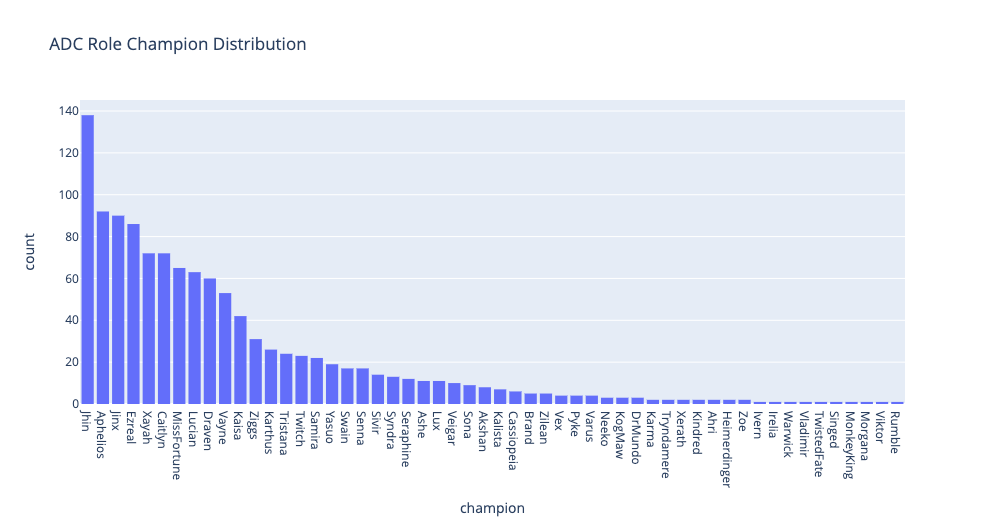 ADC Role Champion Distribution
count
140
120
100
80
60
40
20
0
Jhin
Aphelios
Jinx
Ezreal
Xayah
Caitlyn
MissFortune
Lucian
Draven
Vayne
Kaisa
Ziggs
Karthus
Tristana
Twitch
Samira
Yasuo
Swain
Senna
Sivir
Syndra
Seraphine
Ashe
Lux
Veigar
Sona
Akshan
Kalista
Cassiopeia
Brand
Zilean
Vex
Pyke
Varus
Neeko
KogMaw
DrMundo
Karma
Tryndamere
Xerath
Kindred
Ahri
Heimerdinger
Zoe
Ivern
Irelia
Warwick
Vladimir
TwistedFate
Singed
MonkeyKing
Morgana
Viktor
Rumble
champion